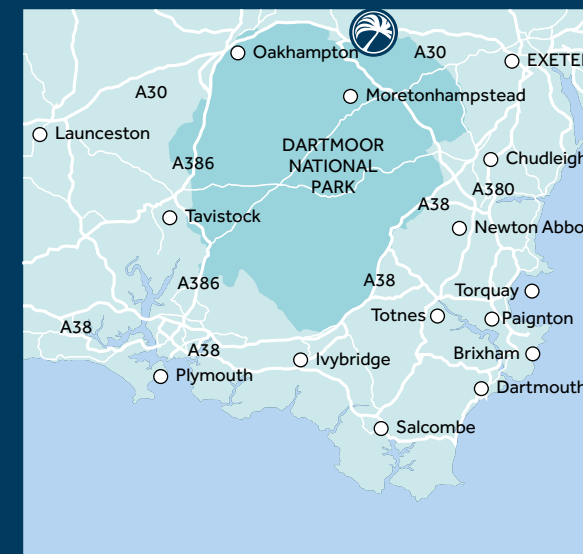 Oakhampton
A30
EXETER
A30
Moretonhampstead
Launceston
DARTMOOR
NATIONAL
PARK
A386
Chudleigh
A380
A38
Tavistock
Newton Abbo
A386
A38
Torquay
Totnes
Paignton
A38
A38
Ivybridge
Brixham
Plymouth
Dartmouth
Salcombe